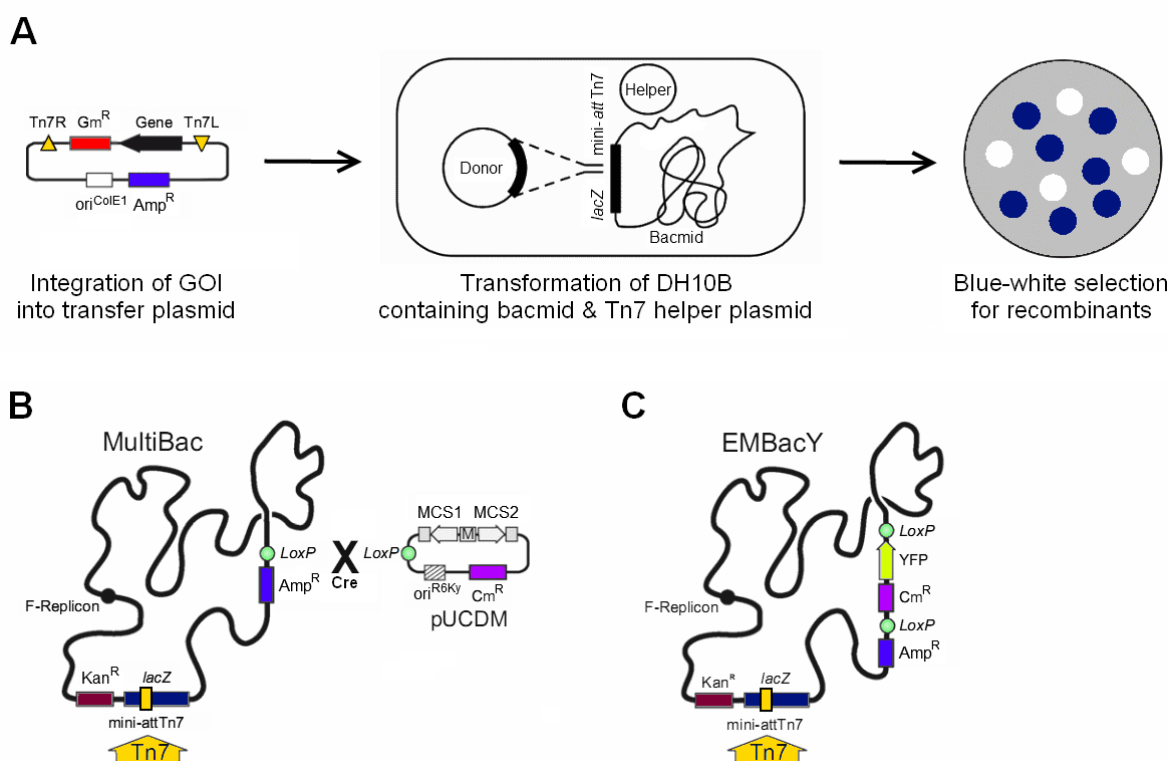 A
Tn7R GmR Gene Tn7L
oriColE1 AmpR
Integration of GOI
into transfer plasmid
Donor
lacZ mini-att Tn7
Helper
Bacmid
Transformation of DH10B
containing bacmid & Tn7 helper plasmid
Blue-white selection
for recombinants
B
MultiBac
LoxP
AmpR
F-Replicon
KanR lacZ
mini-attTn7
Tn7
X
Cre
LoxP
MCS1 M MCS2
oriR6Kγ CmR
pUCDM
C
EMBacY
LoxP
YFP
CmR
LoxP
AmpR
F-Replicon
KanR lacZ
mini-attTn7
Tn7